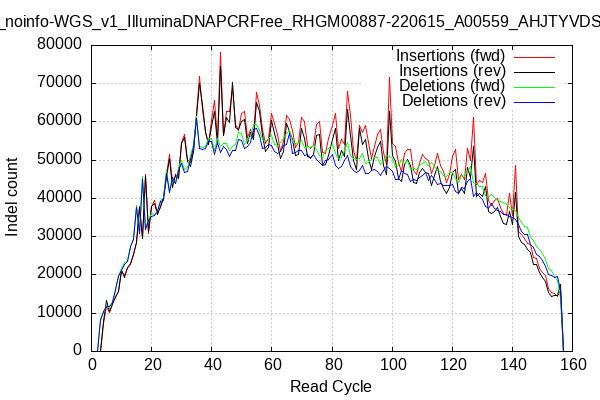 _noinfo-WGS_v1_IlluminaDNAPCRFree_RHGM00887-220615_A00559_AHJTYVDS
Insertions (fwd)
Insertions (rev)
Deletions (fwd)
Deletions (rev)
80000
70000
60000
50000
40000
30000
20000
10000
0
Indel count
0 20 40 60 80 100 120 140 160
Read Cycle